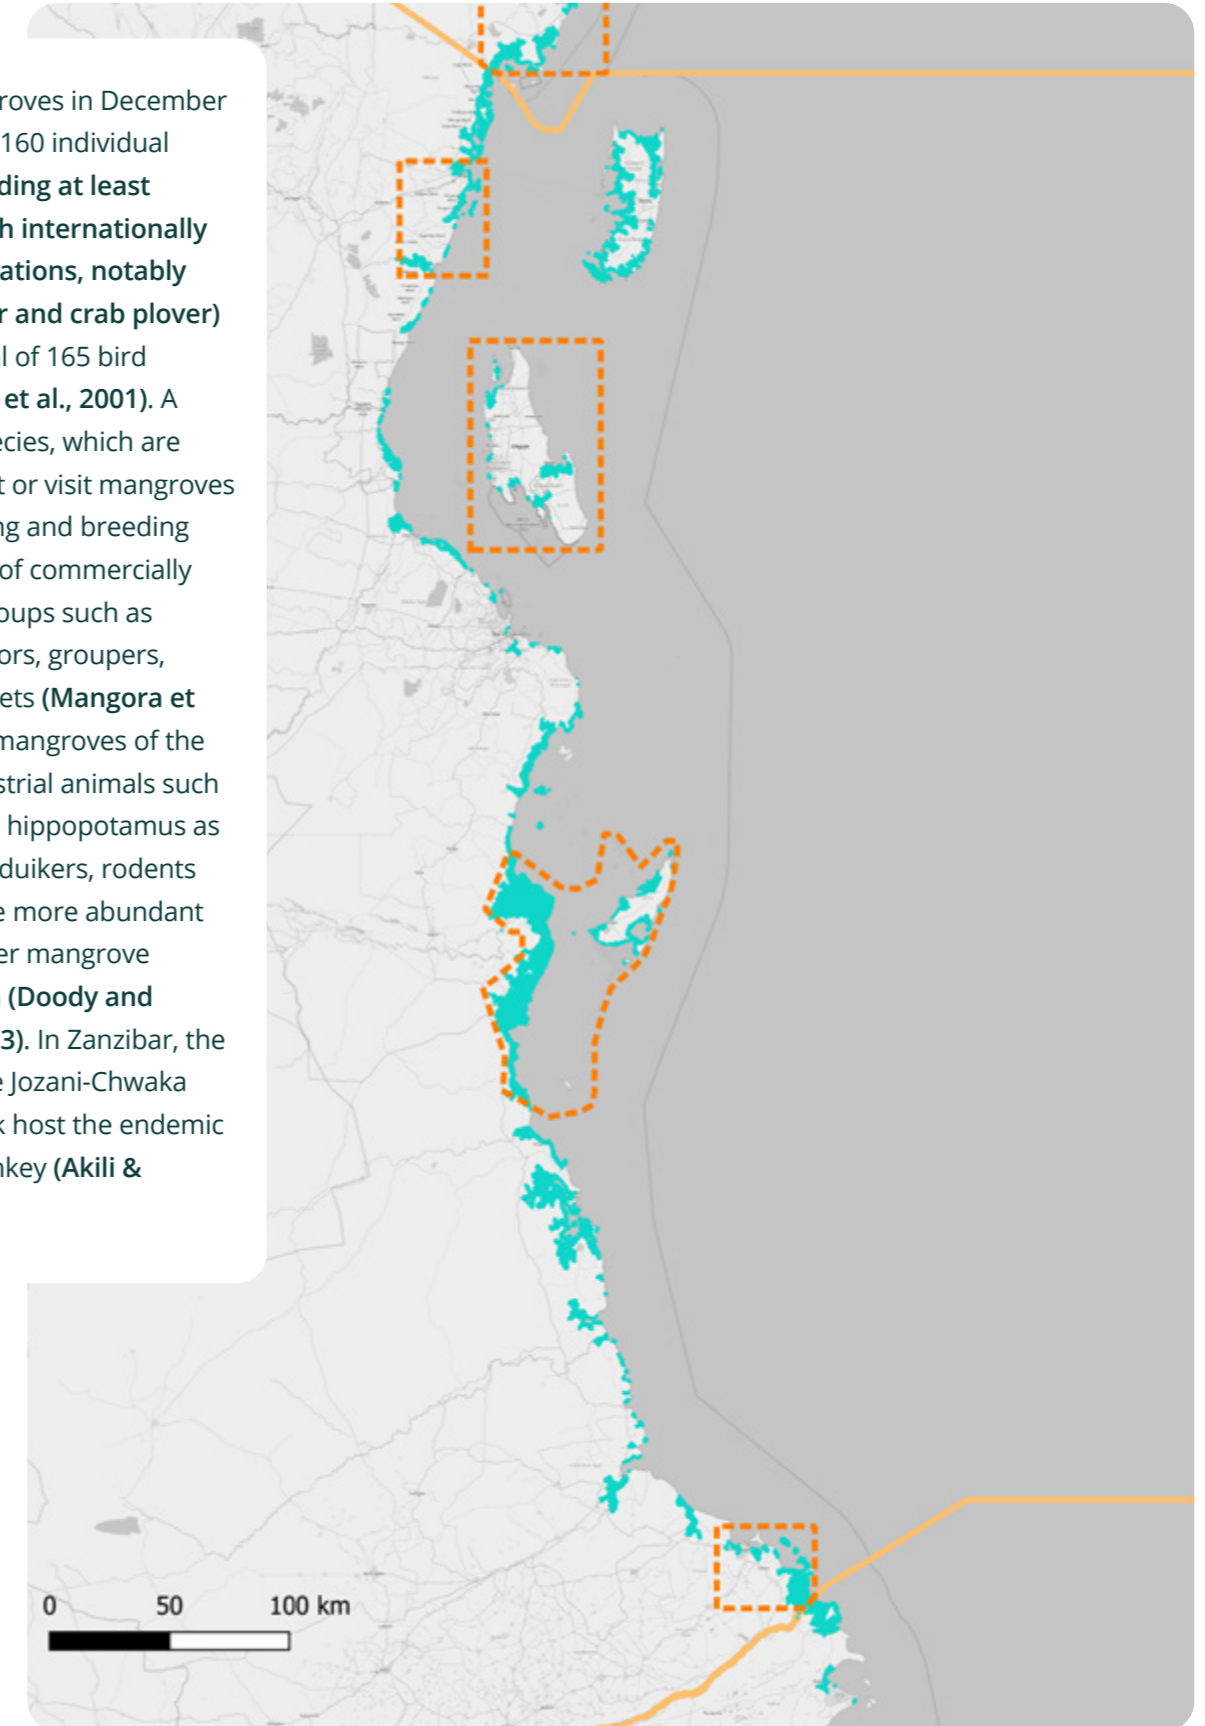 roves in December
160 individual
ding at least
h internationally
ations, notably
r and crab plover)
l of 165 bird
et al., 2001). A
ecies, which are
t or visit mangroves
ng and breeding
of commercially
oups such as
ors, groupers,
ets (Mangora et
mangroves of the
strial animals such
hippopotamus as
duikers, rodents
e more abundant
er mangrove
(Doody and
3). In Zanzibar, the
e Jozani-Chwaka
k host the endemic
nkey (Akili &
0 50 100 km